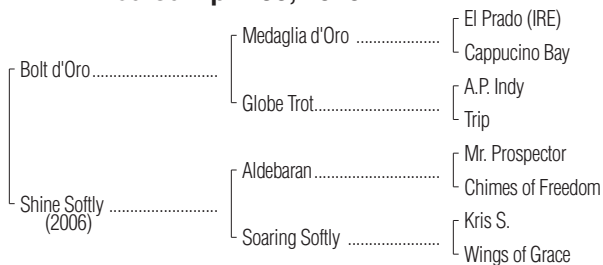 El Prado (IRE)
Medaglia d'Oro ......................
Cappucino Bay
Bolt d'Oro.................................
A.P. Indy
Globe Trot.................................
Trip
Mr. Prospector
Aldebaran..................................
Chimes of Freedom
Shine Softly .............................
(2006)
Kris S.
Soaring Softly ........................
Wings of Grace